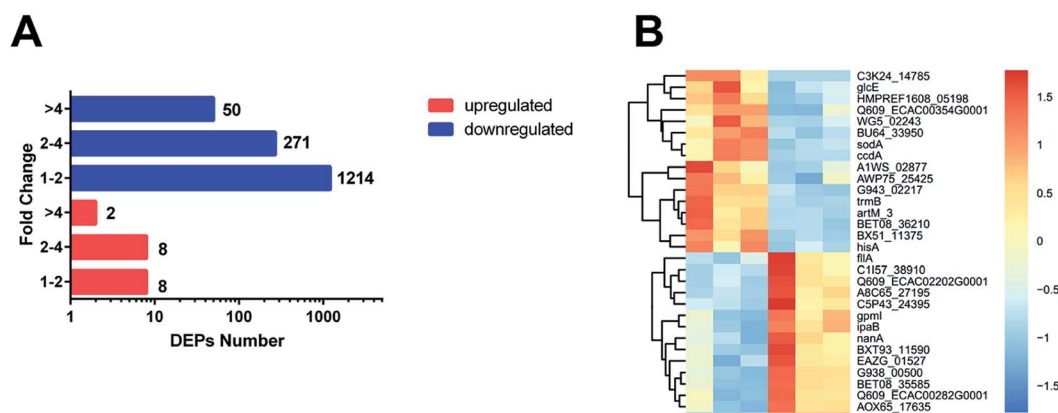 A
Fold Change
>4
50
2-4
271
1-2
1214
>4
2
2-4
8
1-2
8
1
10
100
1000
DEPs Number
upregulated
downregulated
B
C3K24_14785
glcE
HMPREF1608_05198
Q609_ECAC00354G0001
WG5_02243
BU64_33950
sodA
ccdA
A1WS_02877
AWP75_25425
G943_02217
trmB
artM_3
BET08_36210
BX51_11375
hisA
fliA
C1I57_38910
Q609_ECAC02202G0001
A8C65_27195
C5P43_24395
gpmI
ipaB
nanA
BXT93_11590
EAZG_01527
G938_00500
BET08_35585
Q609_ECAC00282G0001
AOX65_17635
1.5
1
0.5
0
−0.5
−1
−1.5